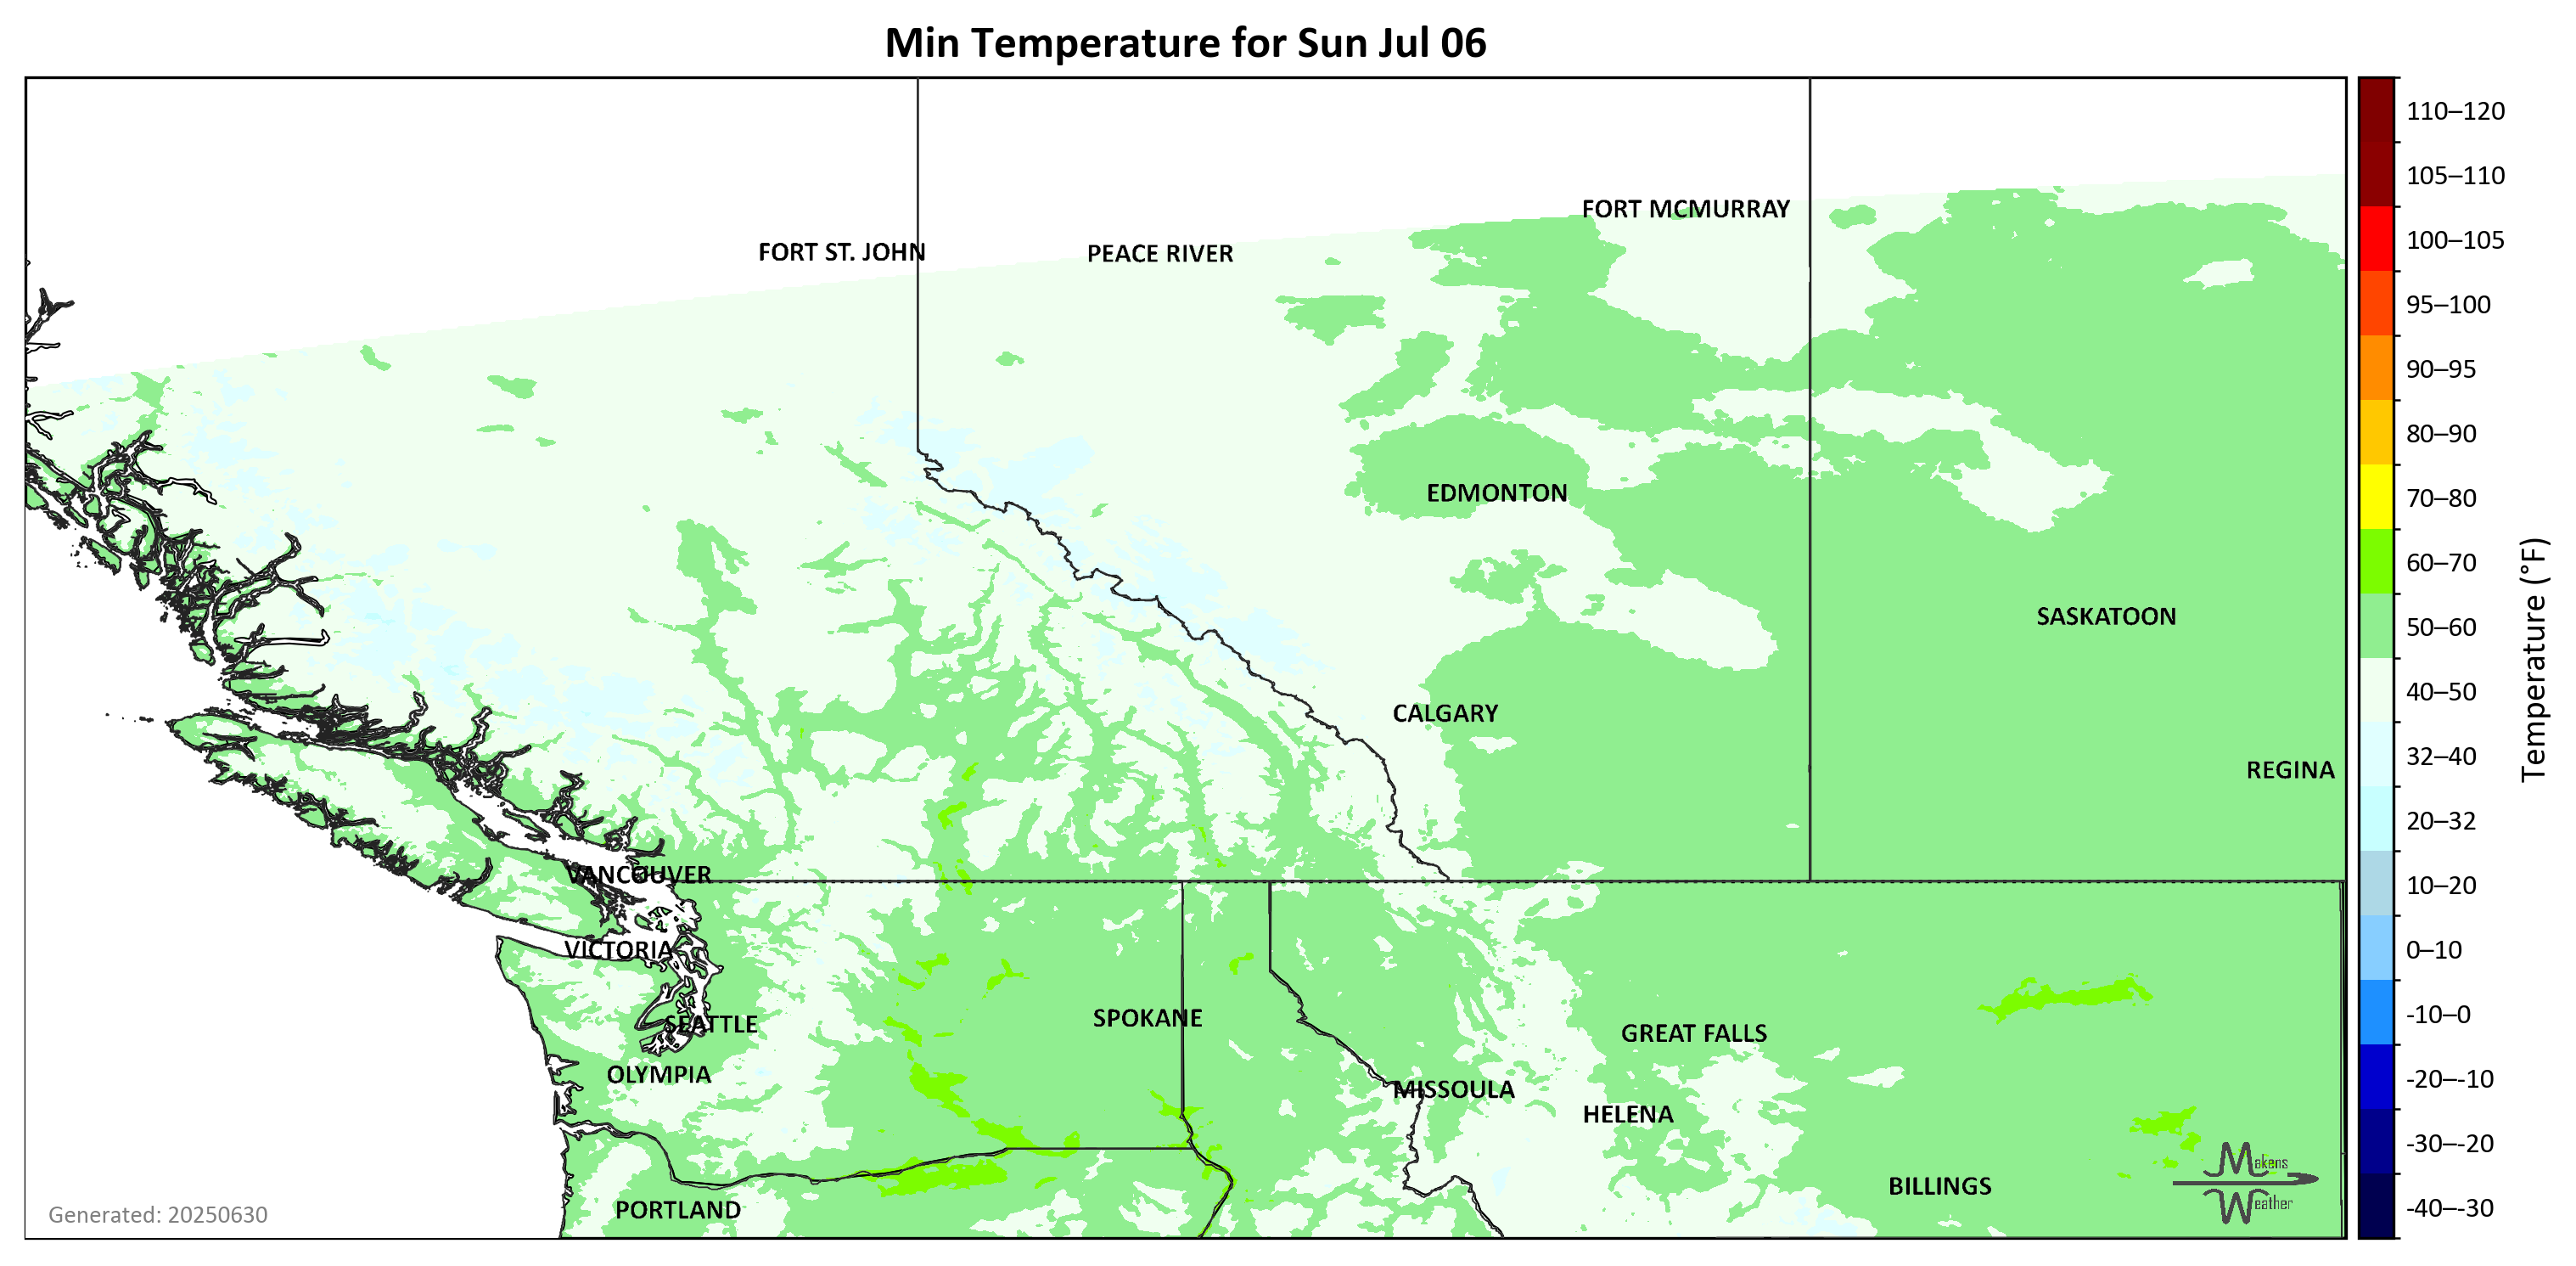 Min Temperature for Sun Jul 06
110–120
105–110
FORT MCMURRAY
100–105
FORT ST. JOHN
PEACE RIVER
95–100
90–95
80–90
EDMONTON
70–80
60–70
SASKATOON
50–60
Temperature (°F)
40–50
CALGARY
32–40
REGINA
20–32
VANCOUVER
10–20
VICTORIA
0–10
SEATTLE
SPOKANE
GREAT FALLS
-10–0
OLYMPIA
MISSOULA
-20–-10
HELENA
-30–-20
Makens
Weather
BILLINGS
PORTLAND
-40–-30
Generated: 20250630